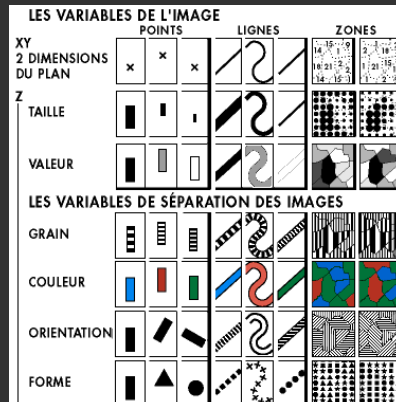 LES VARIABLES DE L'IMAGE
POINTS LIGNES ZONES
XY
2 DIMENSIONS
DU PLAN
Z
TAILLE
VALEUR
LES VARIABLES DE SÉPARATION DES IMAGES
GRAIN
COULEUR
ORIENTATION
FORME